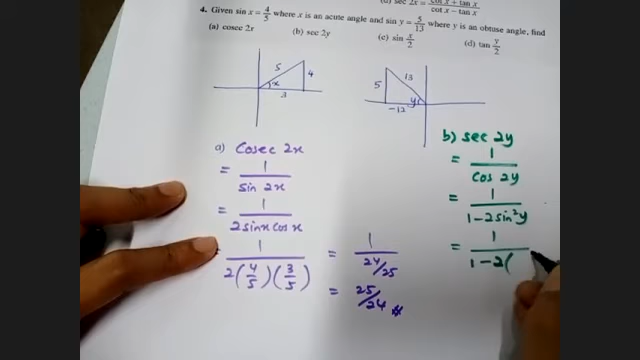 (d) sec 2x = cot x + tan x / cot x − tan x
4. Given sin x = 4/5 where x is an acute angle and sin y = 5/13 where y is an obtuse angle, find
(a) cosec 2x (b) sec 2y (c) sin x/2 (d) tan y/2
5 4 x 3
5 13 y -12
a) Cosec 2x
= 1 / sin 2x
= 1 / 2 sinx cos x
= 1 / 2(4/5)(3/5) = 1 / 24/25
= 25/24 #
b) sec 2y
= 1 / cos 2y
= 1 / 1-2sin²y
= 1 / 1-2(